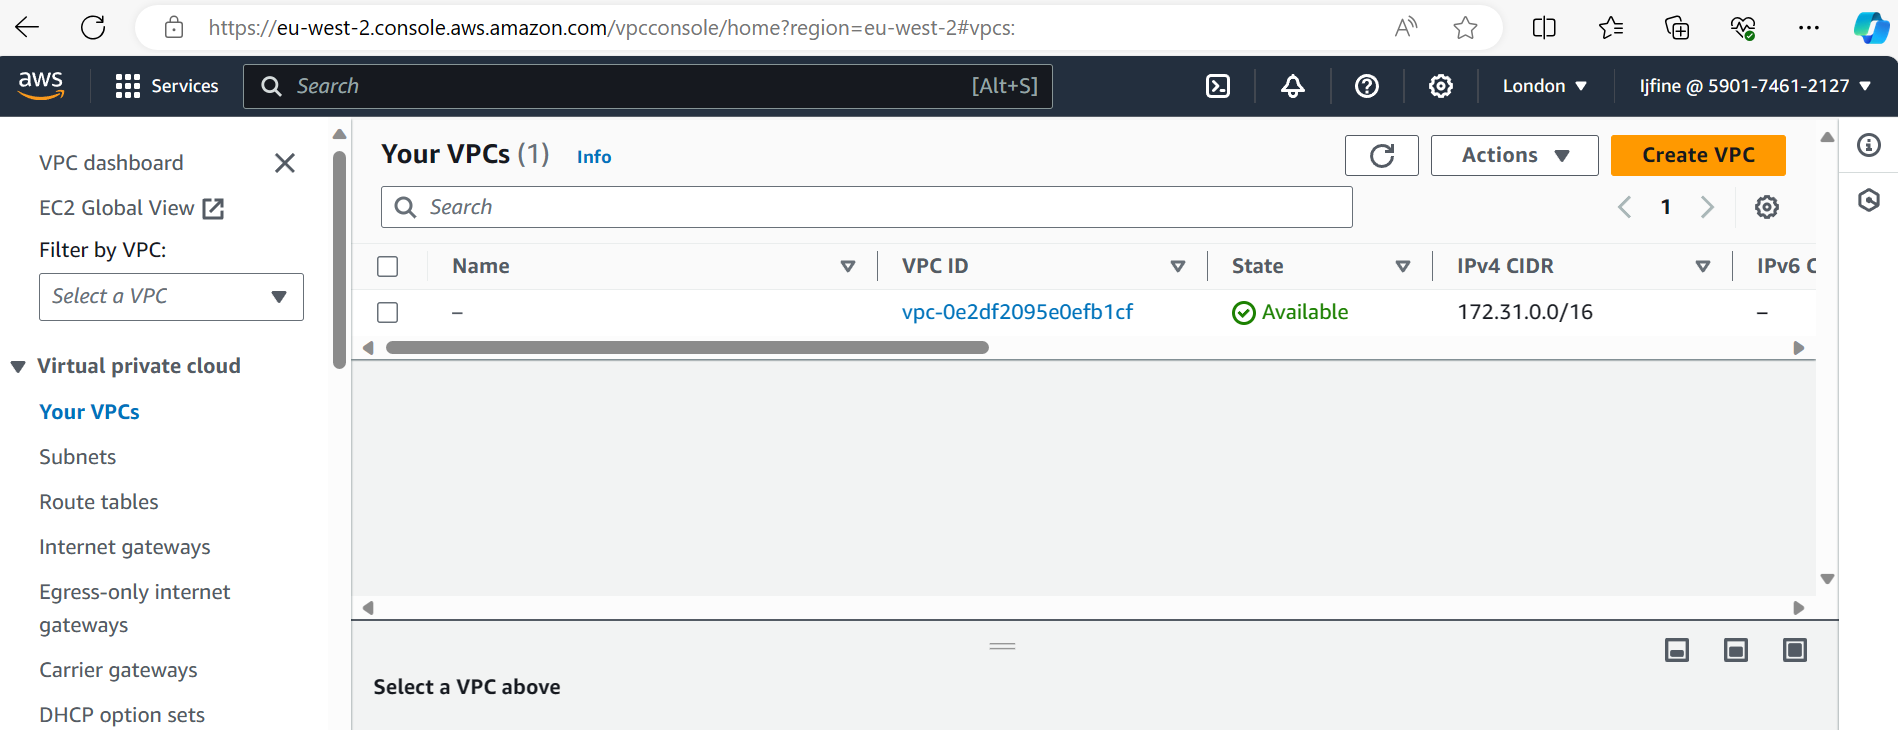 https://eu-west-2.console.aws.amazon.com/vpcconsole/home?region=eu-west-2#vpcs:
aws
Services
Search
[Alt+S]
London
ljfine @ 5901-7461-2127
VPC dashboard
EC2 Global View
Filter by VPC:
Select a VPC
Virtual private cloud
Your VPCs
Subnets
Route tables
Internet gateways
Egress-only internet
gateways
Carrier gateways
DHCP option sets
Your VPCs (1) Info
Actions
Create VPC
Search
1
Name VPC ID State IPv4 CIDR IPv6 C
– vpc-0e2df2095e0efb1cf Available 172.31.0.0/16 –
Select a VPC above